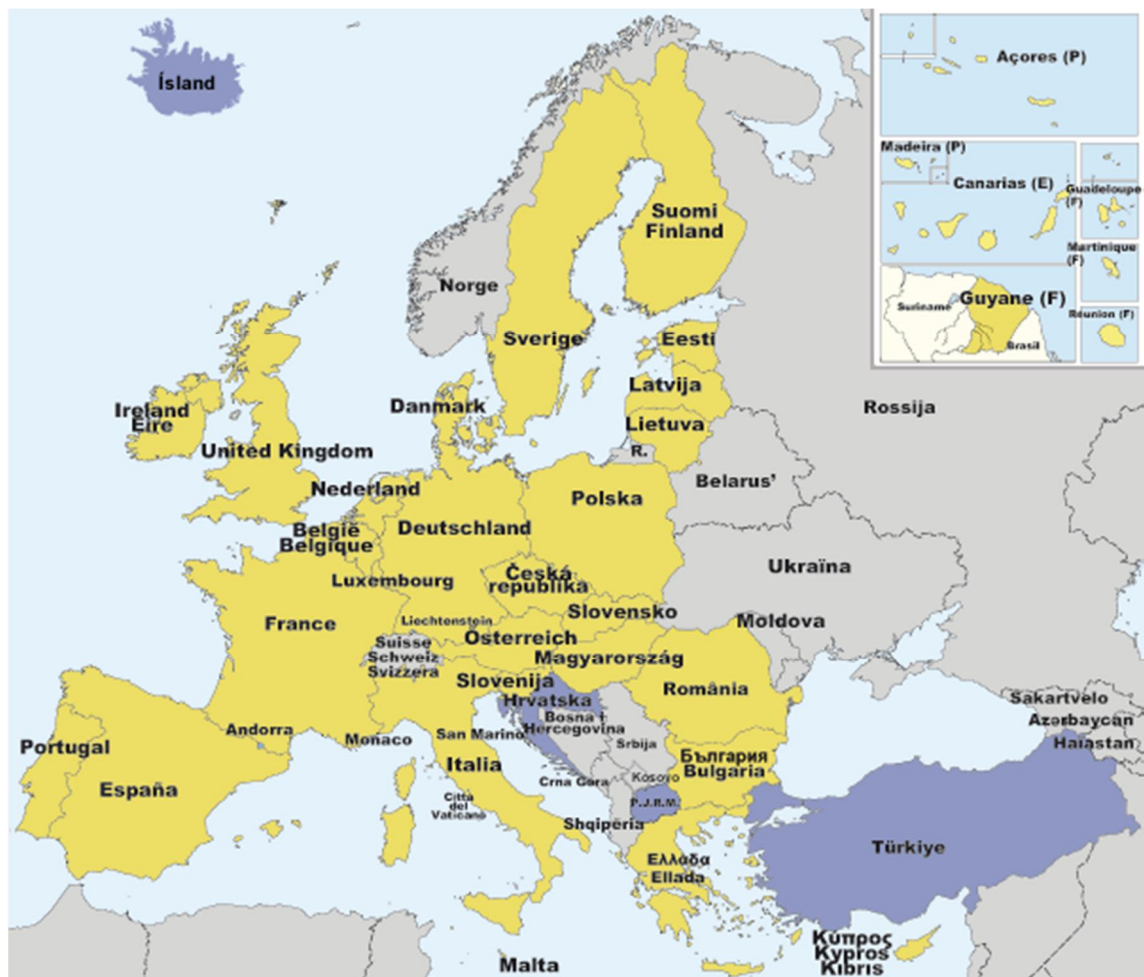 Ísland
Açores (P)
Madeira (P)
Canarias (E)
Guadeloupe
(F)
Martinique
(F)
Guyane (F)
Suriname
Brasil
Réunion (F)
Suomi
Finland
Norge
Sverige
Eesti
Latvija
Lietuva
R.
Rossija
Danmark
Ireland
Éire
United Kingdom
Nederland
Belarus'
Polska
België
Belgique
Deutschland
Luxembourg
Česká
republika
Ukraïna
Slovensko
Moldova
France
Liechtenstein
Österreich
Suisse
Schweiz
Svizzera
Magyarország
Slovenija
România
Hrvatska
Bosna i
Hercegovina
Sakartvelo
Azərbaycan
Haiastan
Portugal
Andorra
Monaco
San Marino
Srbija
България
Bulgaria
Italia
España
Crna Gora
Kosovo
Città
del
Vaticano
P.J.R.M.
Shqipëria
Türkiye
Ελλάδα
Ellada
Κύπρος
Kypros
Kıbrıs
Malta